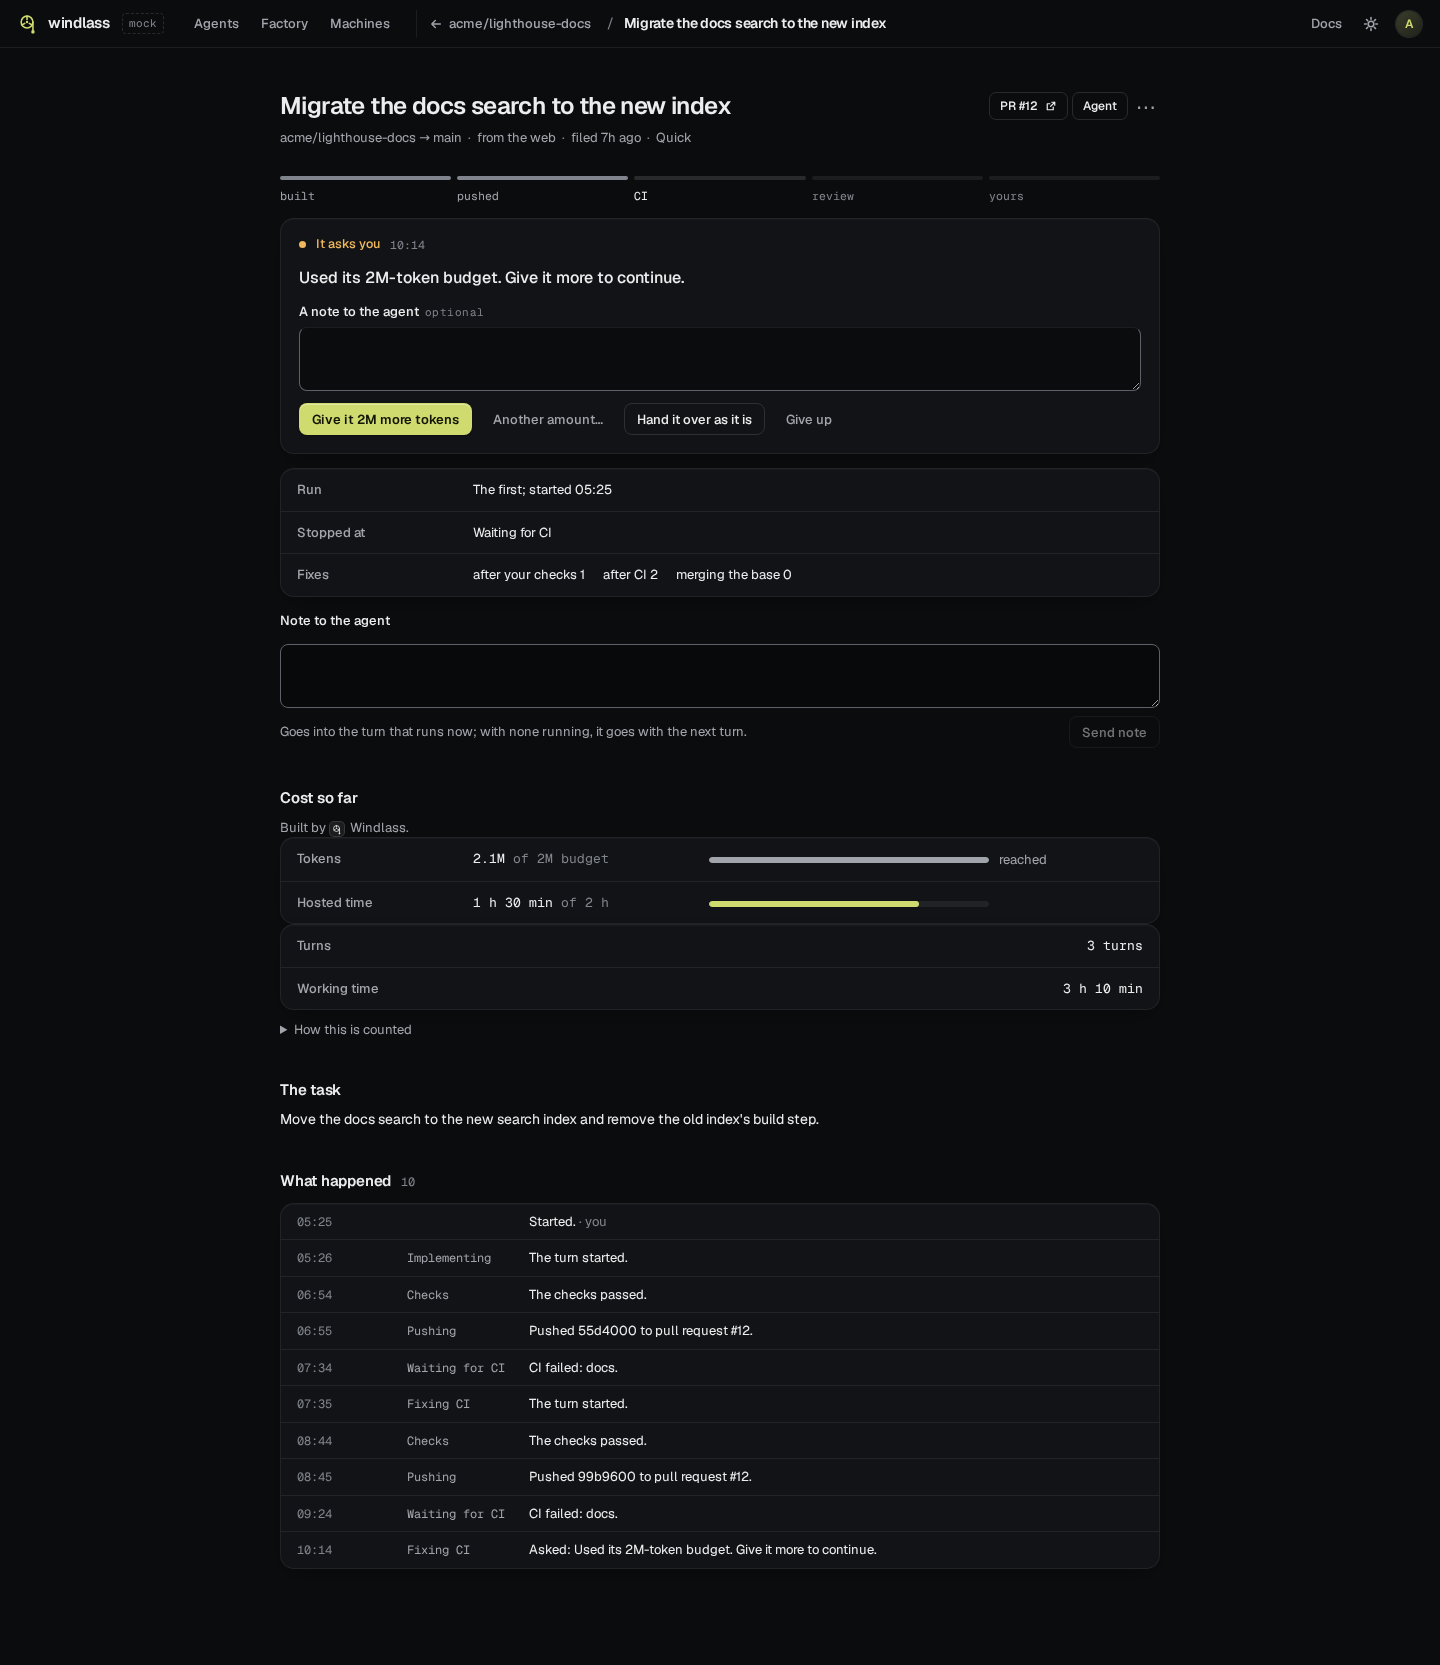 windlass mock Agents Factory Machines ← acme/lighthouse-docs / Migrate the docs search to the new index Docs A
Migrate the docs search to the new index PR #12 Agent ...
acme/lighthouse-docs → main · from the web · filed 7h ago · Quick
built pushed CI review yours
It asks you 10:14
Used its 2M-token budget. Give it more to continue.
A note to the agent optional
Give it 2M more tokens Another amount... Hand it over as it is Give up
Run The first; started 05:25
Stopped at Waiting for CI
Fixes after your checks 1 after CI 2 merging the base 0
Note to the agent
Goes into the turn that runs now; with none running, it goes with the next turn. Send note
Cost so far
Built by Windlass.
Tokens 2.1M of 2M budget reached
Hosted time 1 h 30 min of 2 h
Turns 3 turns
Working time 3 h 10 min
How this is counted
The task
Move the docs search to the new search index and remove the old index's build step.
What happened 10
05:25 Started. · you
05:26 Implementing The turn started.
06:54 Checks The checks passed.
06:55 Pushing Pushed 55d4000 to pull request #12.
07:34 Waiting for CI CI failed: docs.
07:35 Fixing CI The turn started.
08:44 Checks The checks passed.
08:45 Pushing Pushed 99b9600 to pull request #12.
09:24 Waiting for CI CI failed: docs.
10:14 Fixing CI Asked: Used its 2M-token budget. Give it more to continue.